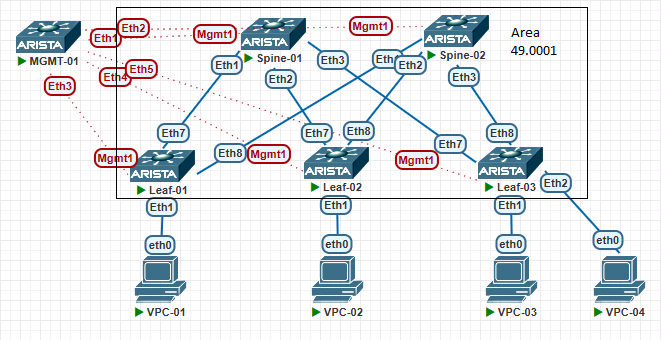 Eth2
Mgmt1
Area
Eth1
Mgmt1
49.0001
ARISTA
ARISTA
ARISTA
MGMT-01
Spine-01
Spine-02
Eth1
Eth3
Eth5
Eth2
Eth4
Eth2
Eth3
Eth3
Eth7
Eth7
Eth8
Eth8
Eth7
Mgmt1
Eth8
Mgmt1
Mgmt1
ARISTA
ARISTA
ARISTA
Leaf-01
Leaf-02
Leaf-03
Eth2
Eth1
Eth1
Eth1
eth0
eth0
eth0
eth0
VPC-01
VPC-02
VPC-03
VPC-04